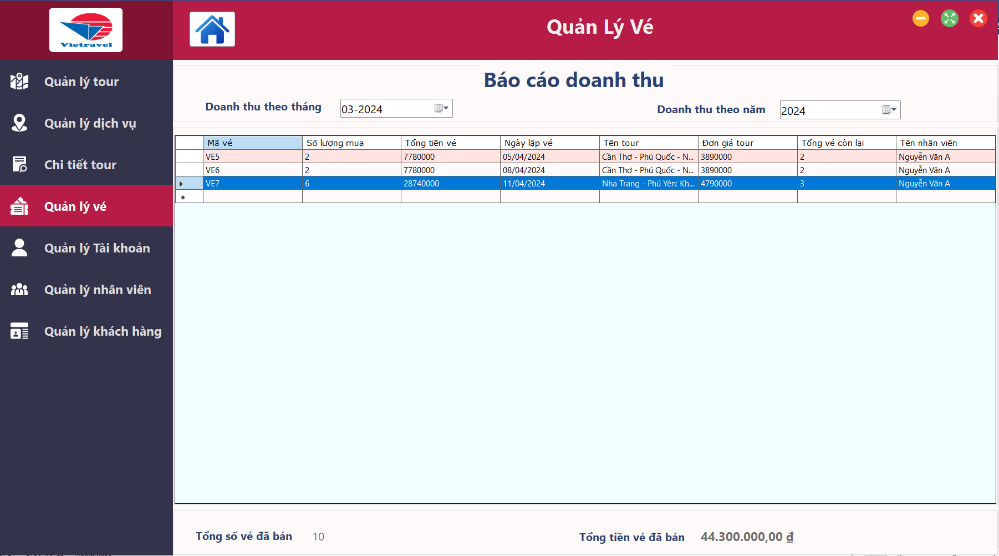 Vietravel
Quản Lý Vé
Quản lý tour
Quản lý dịch vụ
Chi tiết tour
Quản lý vé
Quản lý Tài khoản
Quản lý nhân viên
Quản lý khách hàng
Báo cáo doanh thu
Doanh thu theo tháng 03-2024 Doanh thu theo năm 2024
Mã vé Số lượng mua Tổng tiền vé Ngày lập vé Tên tour Đơn giá tour Tổng vé còn lại Tên nhân viên
VE5 2 7780000 05/04/2024 Cần Thơ - Phú Quốc - N... 3890000 2 Nguyễn Văn A
VE6 2 7780000 08/04/2024 Cần Thơ - Phú Quốc - N... 3890000 2 Nguyễn Văn A
VE7 6 28740000 11/04/2024 Nha Trang - Phú Yên: Kh... 4790000 3 Nguyễn Văn A
Tổng số vé đã bán 10 Tổng tiền vé đã bán 44.300.000,00 ₫